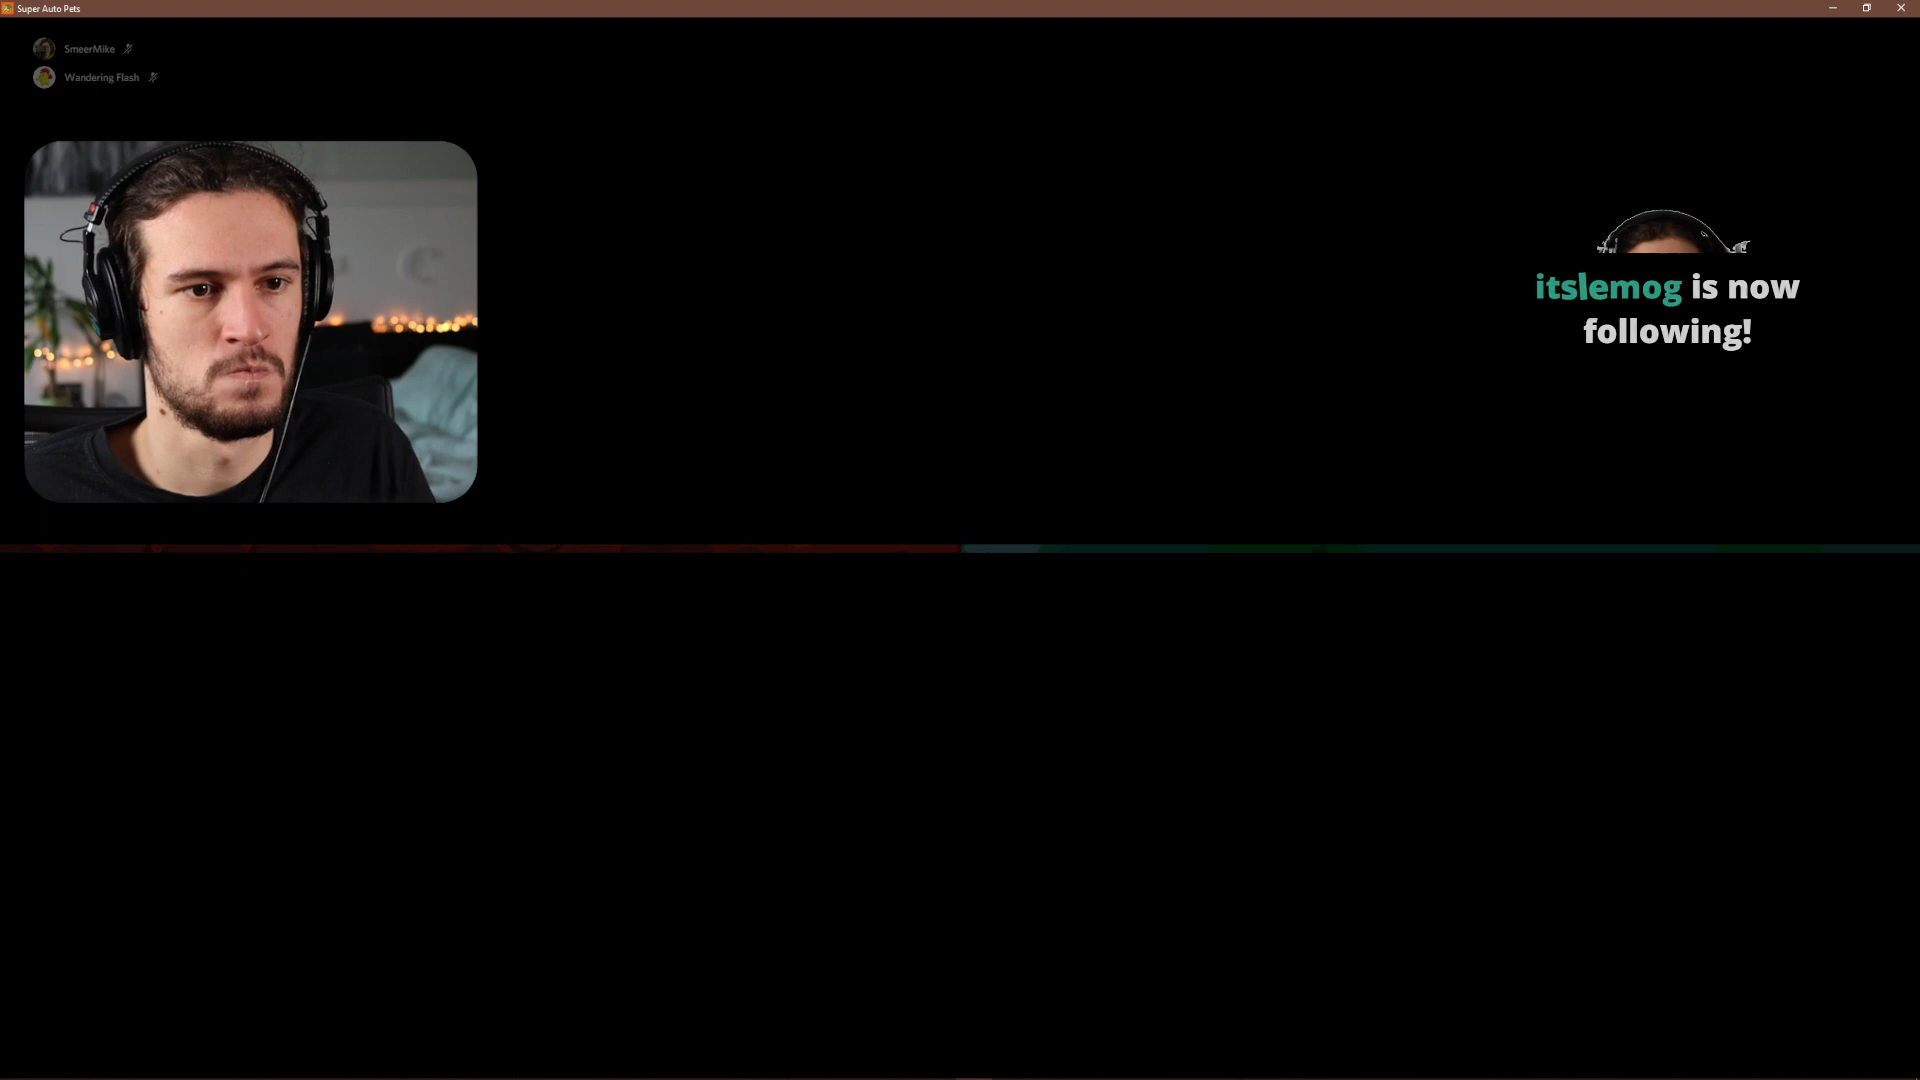 Super Auto Pets
SmeerMike
Wandering Flash
itslemog is now
following!